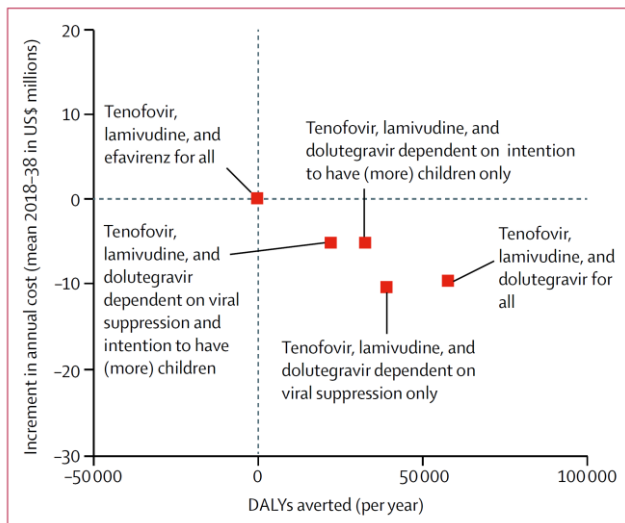 Increment in annual cost (mean 2018–38 in US$ millions)
20
10
0
−10
−20
−30
Tenofovir,
lamivudine, and
efavirenz for all
Tenofovir, lamivudine, and
dolutegravir dependent on intention
to have (more) children only
Tenofovir,
lamivudine, and
dolutegravir
dependent on viral
suppression and
intention to have
(more) children
Tenofovir,
lamivudine, and
dolutegravir for
all
Tenofovir, lamivudine, and
dolutegravir dependent on
viral suppression only
−50 000
0
50 000
100 000
DALYs averted (per year)